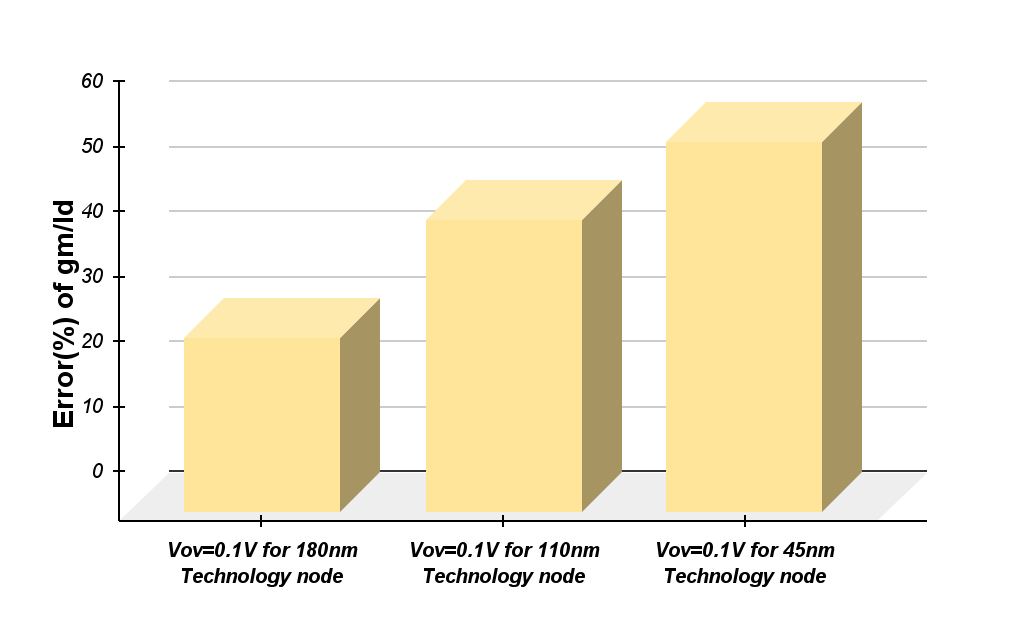 60
50
40
30
20
10
0
Error(%) of gm/Id
Vov=0.1V for 180nm
Technology node
Vov=0.1V for 110nm
Technology node
Vov=0.1V for 45nm
Technology node